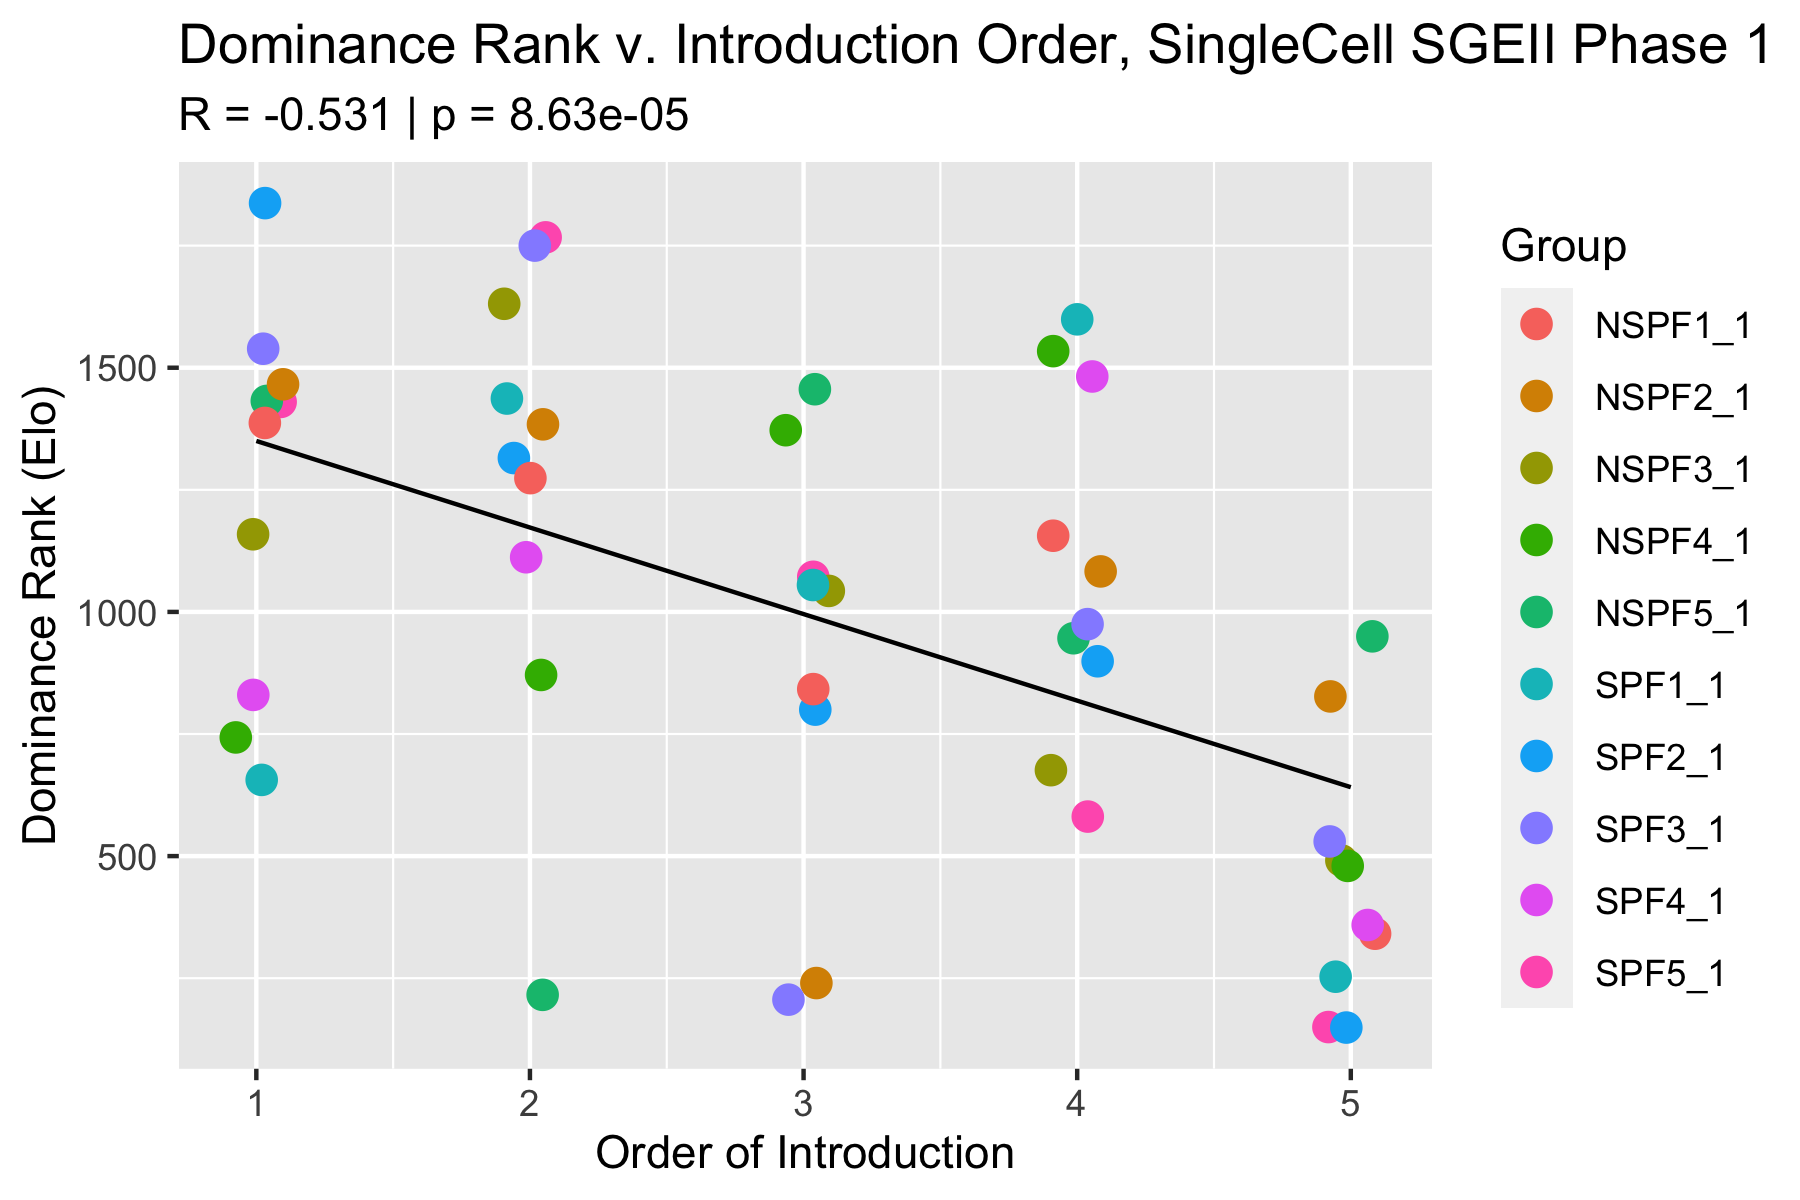 Dominance Rank v. Introduction Order, SingleCell SGEII Phase 1
R = -0.531 | p = 8.63e-05
Dominance Rank (Elo)
1500
1000
500
1 2 3 4 5
Order of Introduction
Group
NSPF1_1
NSPF2_1
NSPF3_1
NSPF4_1
NSPF5_1
SPF1_1
SPF2_1
SPF3_1
SPF4_1
SPF5_1